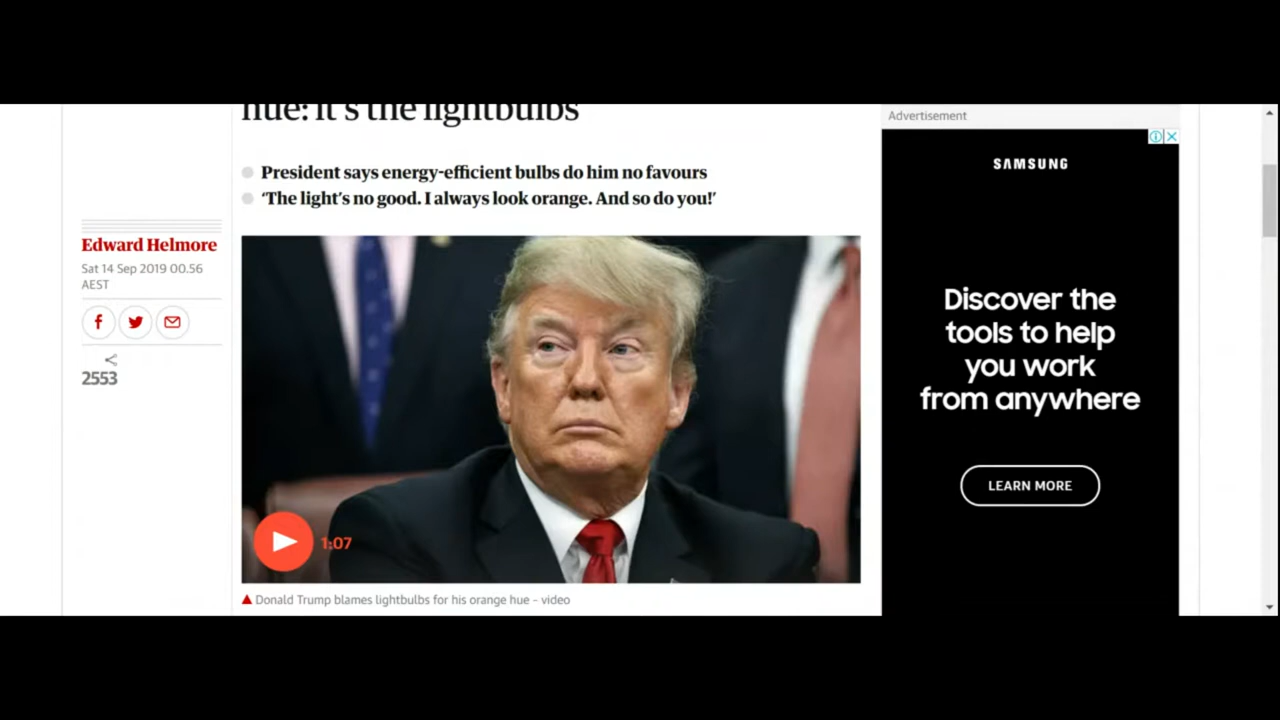 hue: it's the lightbulbs
Advertisement
President says energy-efficient bulbs do him no favours
'The light's no good. I always look orange. And so do you!'
Edward Helmore
Sat 14 Sep 2019 00.56
AEST
2553
1:07
Donald Trump blames lightbulbs for his orange hue – video
SAMSUNG
Discover the
tools to help
you work
from anywhere
LEARN MORE